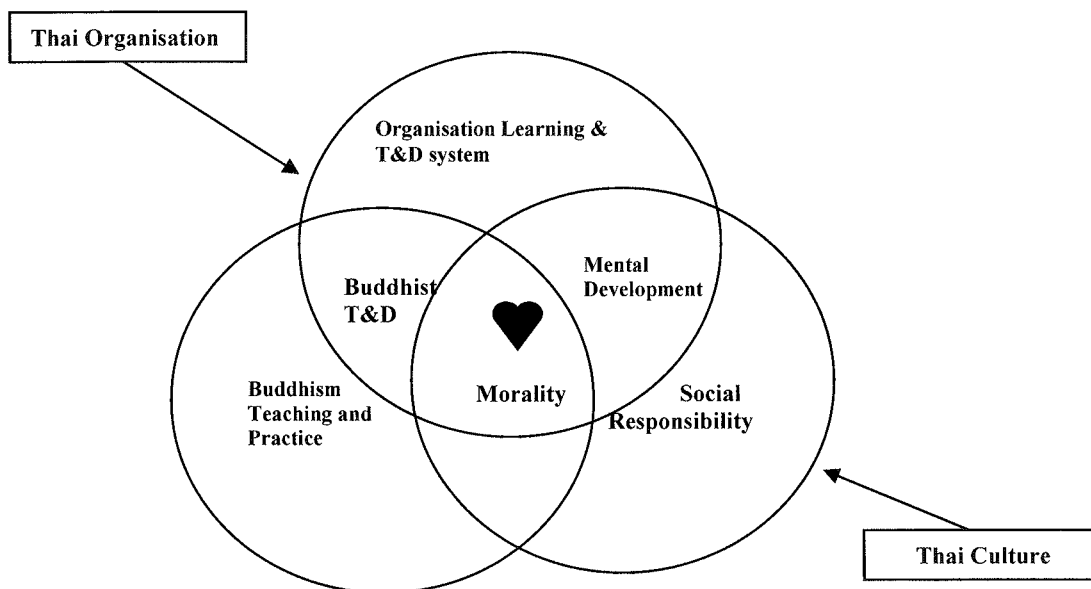 Thai Organisation
Organisation Learning &
T&D system
Mental
Development
Buddhist
T&D
Buddhism
Teaching and
Practice
Morality
Social
Responsibility
Thai Culture